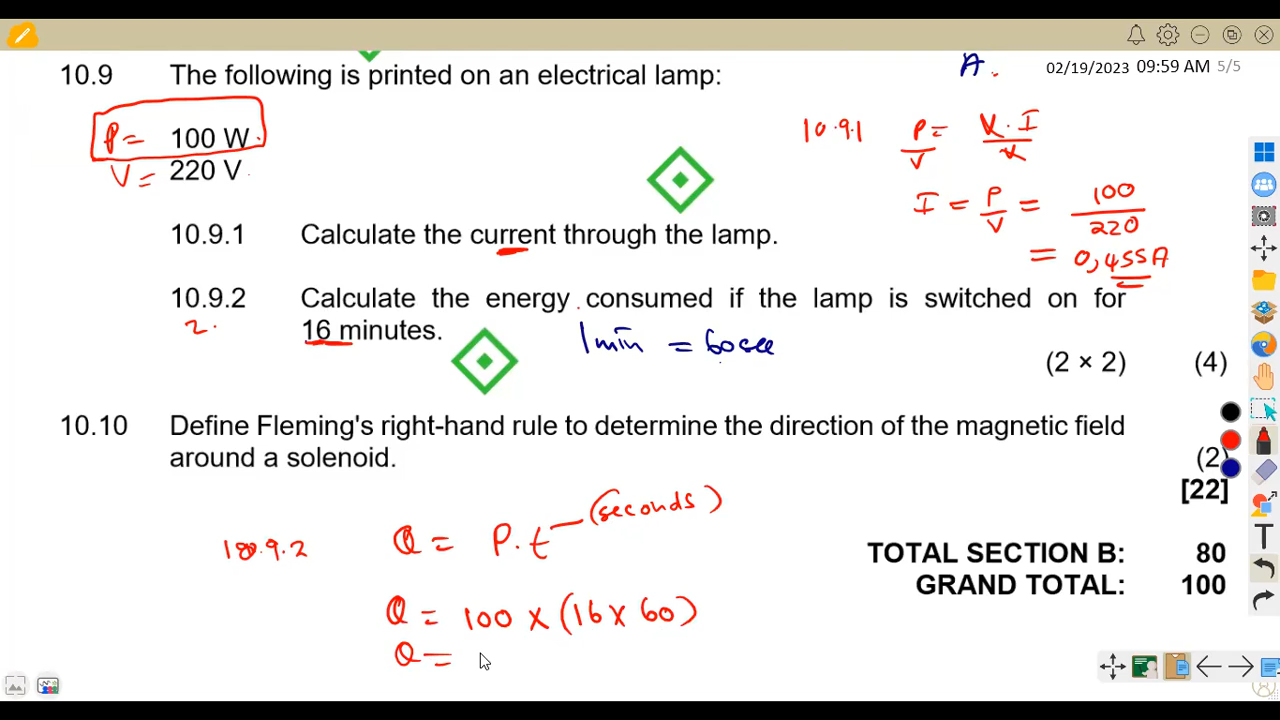 02/19/2023 09:59 AM 5/5
A.
10.9 The following is printed on an electrical lamp:
P= 100 W
V= 220 V
10.9.1 P = V . I
V V
I = P = 100
V 220
= 0,455A
10.9.1 Calculate the current through the lamp.
10.9.2 Calculate the energy consumed if the lamp is switched on for
2.
16 minutes.
1min = 60sec
(2 × 2) (4)
10.10 Define Fleming's right-hand rule to determine the direction of the magnetic field
around a solenoid.
(2)
[22]
10.9.2 Q = P.t (seconds)
TOTAL SECTION B: 80
GRAND TOTAL: 100
Q = 100 x (16 x 60)
Q =
T